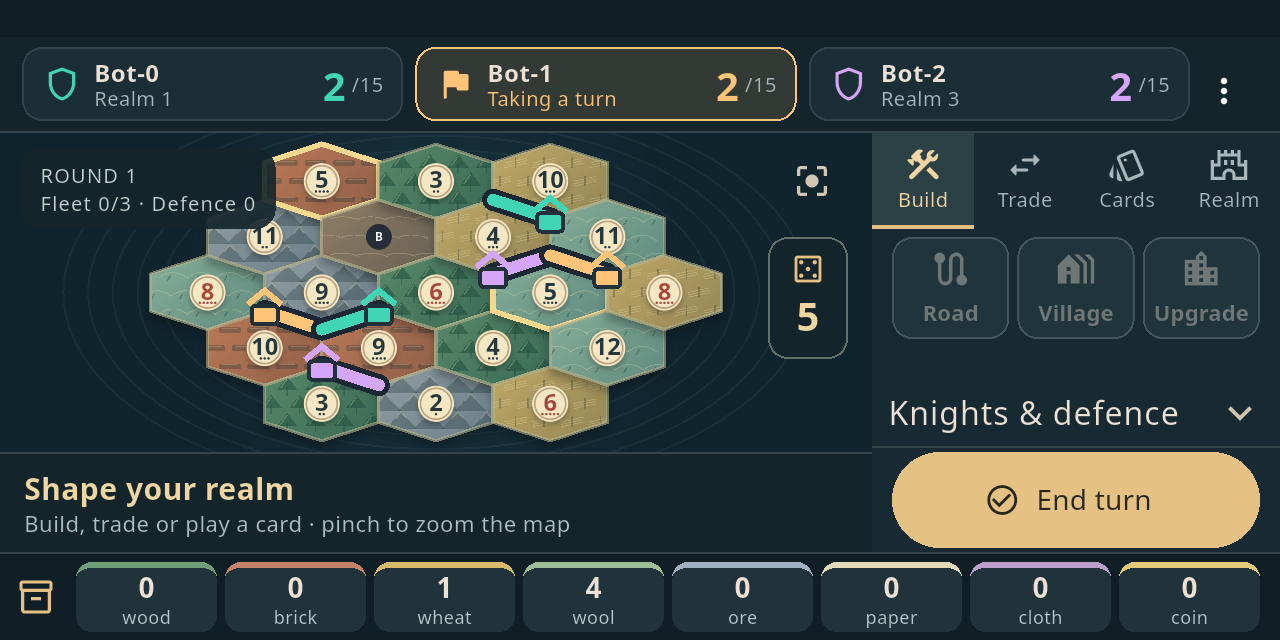 Bot-0
Realm 1
2 /15
Bot-1
Taking a turn
2 /15
Bot-2
Realm 3
2 /15
ROUND 1
Fleet 0/3 · Defence 0
5
3
10
11
B
4
11
8
9
6
5
8
10
9
4
12
3
2
6
5
Build
Trade
Cards
Realm
Road
Village
Upgrade
Knights & defence
End turn
Shape your realm
Build, trade or play a card · pinch to zoom the map
0
wood
0
brick
1
wheat
4
wool
0
ore
0
paper
0
cloth
0
coin